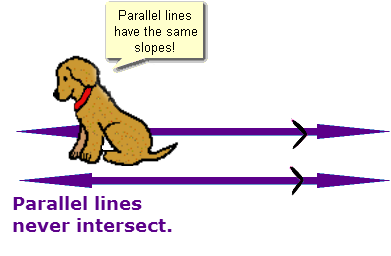 Parallel lines
have the same
slopes!
Parallel lines
never intersect.